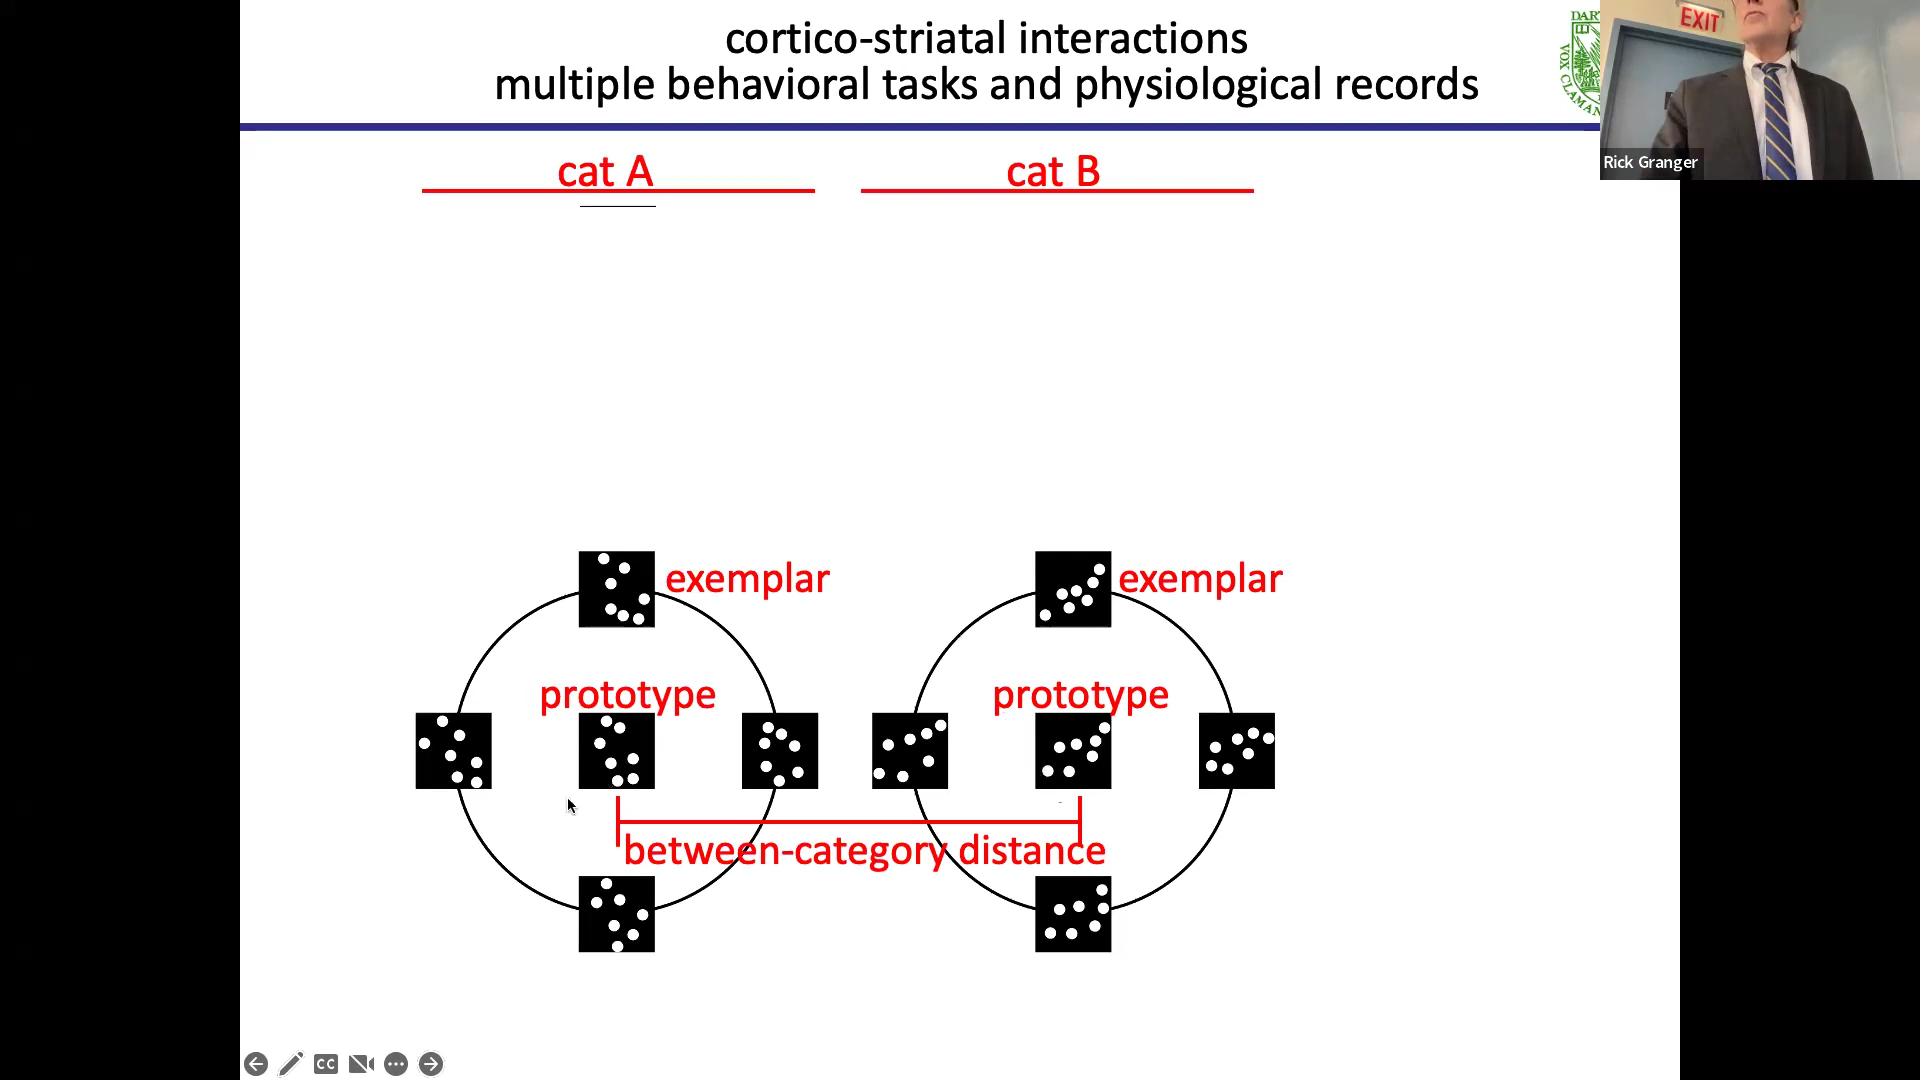 cortico-striatal interactions
multiple behavioral tasks and physiological records
EXIT
Rick Granger
cat A
cat B
exemplar
exemplar
prototype
prototype
between-category distance
CC